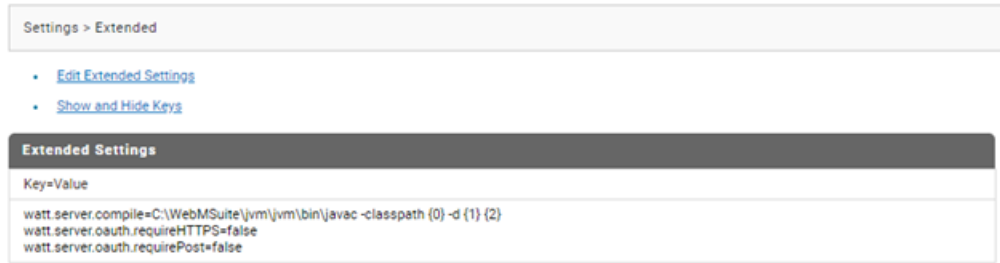 Settings > Extended
Edit Extended Settings
Show and Hide Keys
Extended Settings
Key=Value
watt.server.compile=C:\WebMSuite\jvm\jvm\bin\javac -classpath {0} -d {1} {2}
watt.server.oauth.requireHTTPS=false
watt.server.oauth.requirePost=false